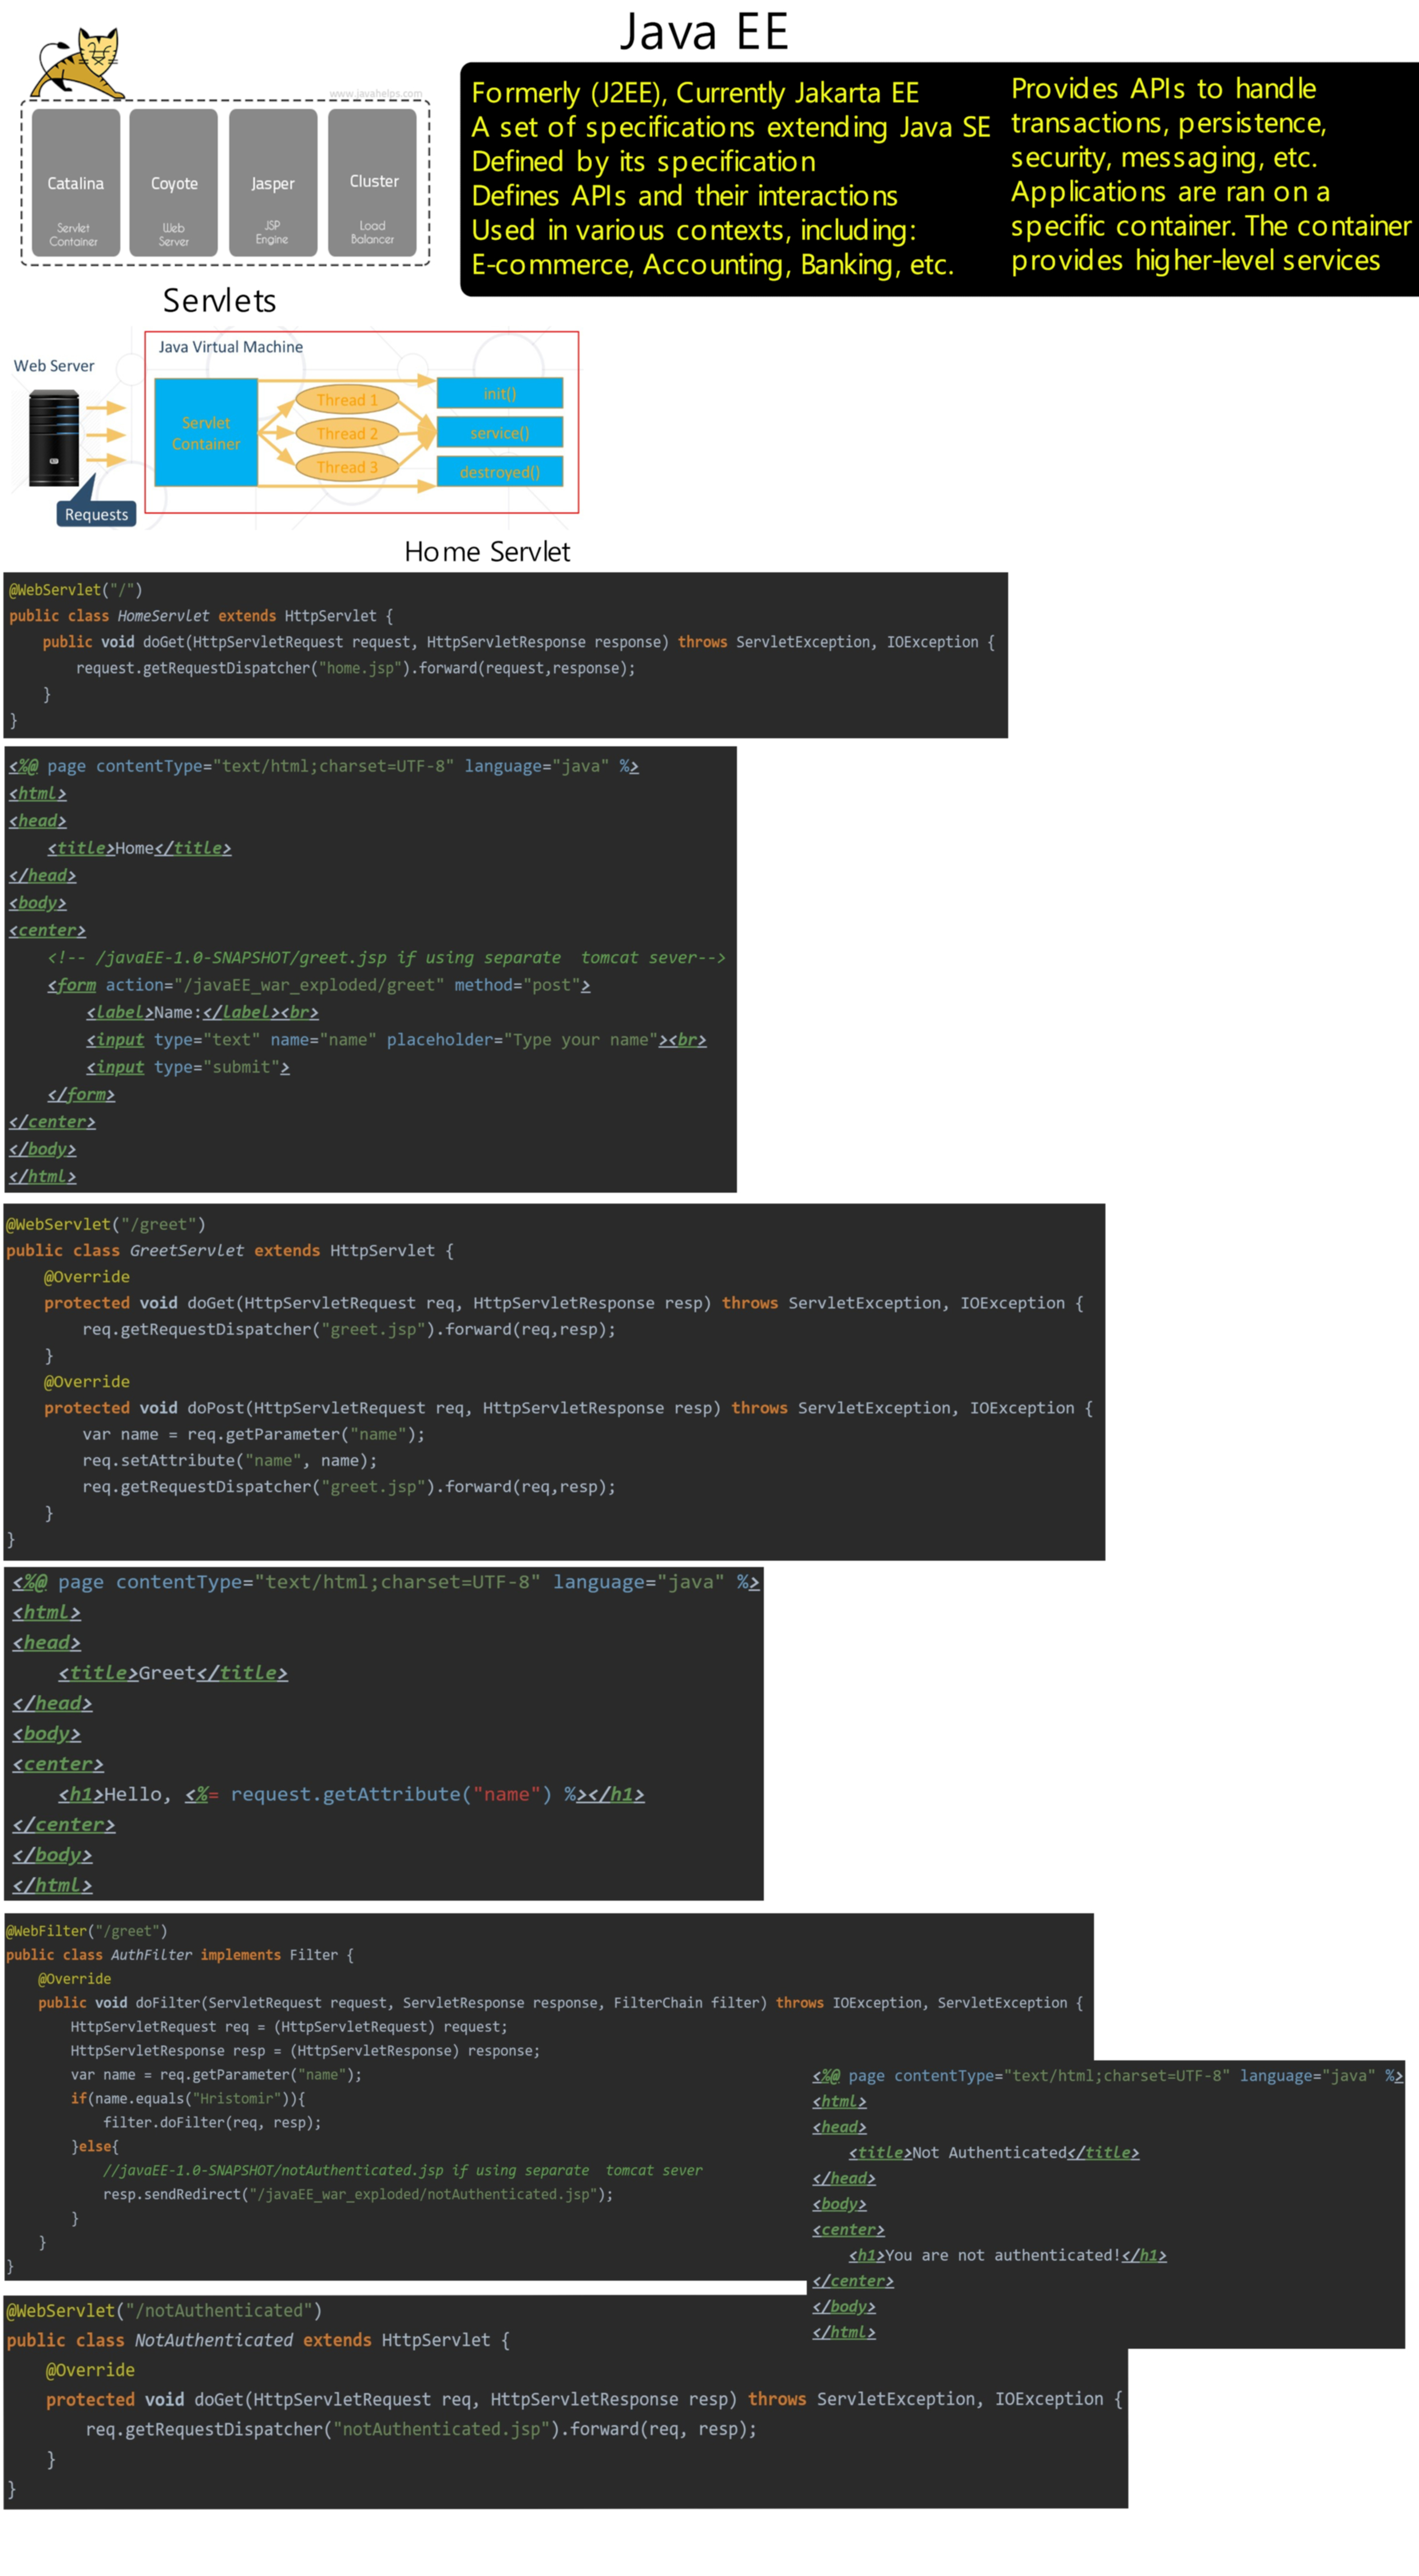 Java EE
www.javahelps.com
Catalina
Servlet
Container
Coyote
Web
Server
Jasper
JSP
Engine
Cluster
Load
Balancer
Formerly (J2EE), Currently Jakarta EE
A set of specifications extending Java SE
Defined by its specification
Defines APIs and their interactions
Used in various contexts, including:
E-commerce, Accounting, Banking, etc.
Provides APIs to handle
transactions, persistence,
security, messaging, etc.
Applications are ran on a
specific container. The container
provides higher-level services
Servlets
Web Server
Requests
Java Virtual Machine
Servlet
Container
Thread 1
Thread 2
Thread 3
init()
service()
destroyed()
Home Servlet
@WebServlet("/")
public class HomeServlet extends HttpServlet {
    public void doGet(HttpServletRequest request, HttpServletResponse response) throws ServletException, IOException {
        request.getRequestDispatcher("home.jsp").forward(request,response);
    }
}
<%@ page contentType="text/html;charset=UTF-8" language="java" %>
<html>
<head>
    <title>Home</title>
</head>
<body>
<center>
    <!-- /javaEE-1.0-SNAPSHOT/greet.jsp if using separate  tomcat sever-->
    <form action="/javaEE_war_exploded/greet" method="post">
        <label>Name:</label><br>
        <input type="text" name="name" placeholder="Type your name"><br>
        <input type="submit">
    </form>
</center>
</body>
</html>
@WebServlet("/greet")
public class GreetServlet extends HttpServlet {
    @Override
    protected void doGet(HttpServletRequest req, HttpServletResponse resp) throws ServletException, IOException {
        req.getRequestDispatcher("greet.jsp").forward(req,resp);
    }
    @Override
    protected void doPost(HttpServletRequest req, HttpServletResponse resp) throws ServletException, IOException {
        var name = req.getParameter("name");
        req.setAttribute("name", name);
        req.getRequestDispatcher("greet.jsp").forward(req,resp);
    }
}
<%@ page contentType="text/html;charset=UTF-8" language="java" %>
<html>
<head>
    <title>Greet</title>
</head>
<body>
<center>
    <h1>Hello, <%= request.getAttribute("name") %></h1>
</center>
</body>
</html>
@WebFilter("/greet")
public class AuthFilter implements Filter {
    @Override
    public void doFilter(ServletRequest request, ServletResponse response, FilterChain filter) throws IOException, ServletException {
        HttpServletRequest req = (HttpServletRequest) request;
        HttpServletResponse resp = (HttpServletResponse) response;
        var name = req.getParameter("name");
        if(name.equals("Hristomir")){
            filter.doFilter(req, resp);
        }else{
            //javaEE-1.0-SNAPSHOT/notAuthenticated.jsp if using separate  tomcat sever
            resp.sendRedirect("/javaEE_war_exploded/notAuthenticated.jsp");
        }
    }
}
<%@ page contentType="text/html;charset=UTF-8" language="java" %>
<html>
<head>
    <title>Not Authenticated</title>
</head>
<body>
<center>
    <h1>You are not authenticated!</h1>
</center>
</body>
</html>
@WebServlet("/notAuthenticated")
public class NotAuthenticated extends HttpServlet {
    @Override
    protected void doGet(HttpServletRequest req, HttpServletResponse resp) throws ServletException, IOException {
        req.getRequestDispatcher("notAuthenticated.jsp").forward(req, resp);
    }
}